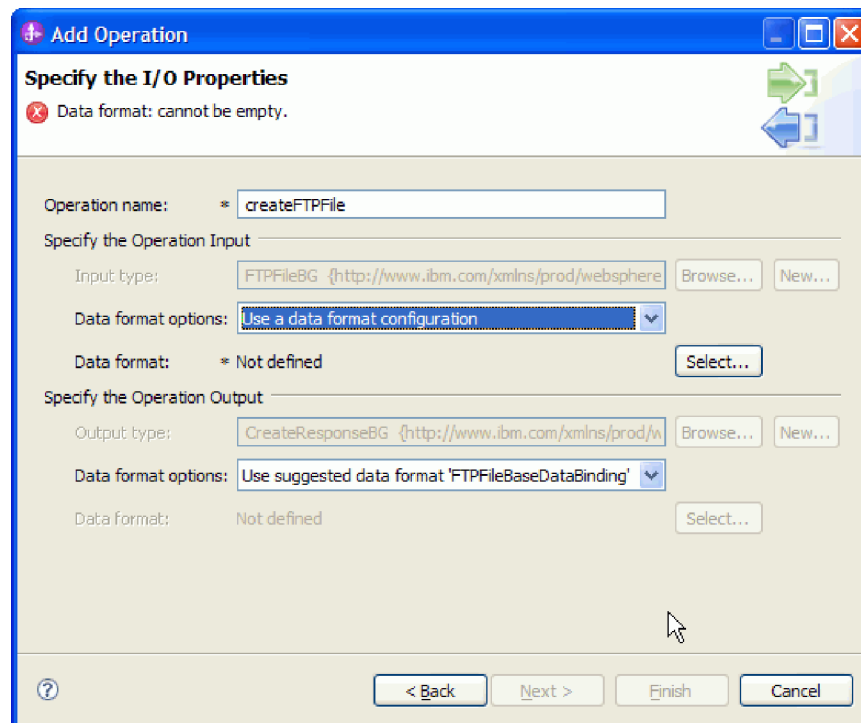 Add Operation
Specify the I/O Properties
Data format: cannot be empty.
Operation name: * createFTPFile
Specify the Operation Input
Input type: FTPFileBG {http://www.ibm.com/xmlns/prod/websphere Browse... New...
Data format options: Use a data format configuration
Data format: * Not defined Select...
Specify the Operation Output
Output type: CreateResponseBG {http://www.ibm.com/xmlns/prod/w Browse... New...
Data format options: Use suggested data format 'FTPFileBaseDataBinding'
Data format: Not defined Select...
? < Back Next > Finish Cancel